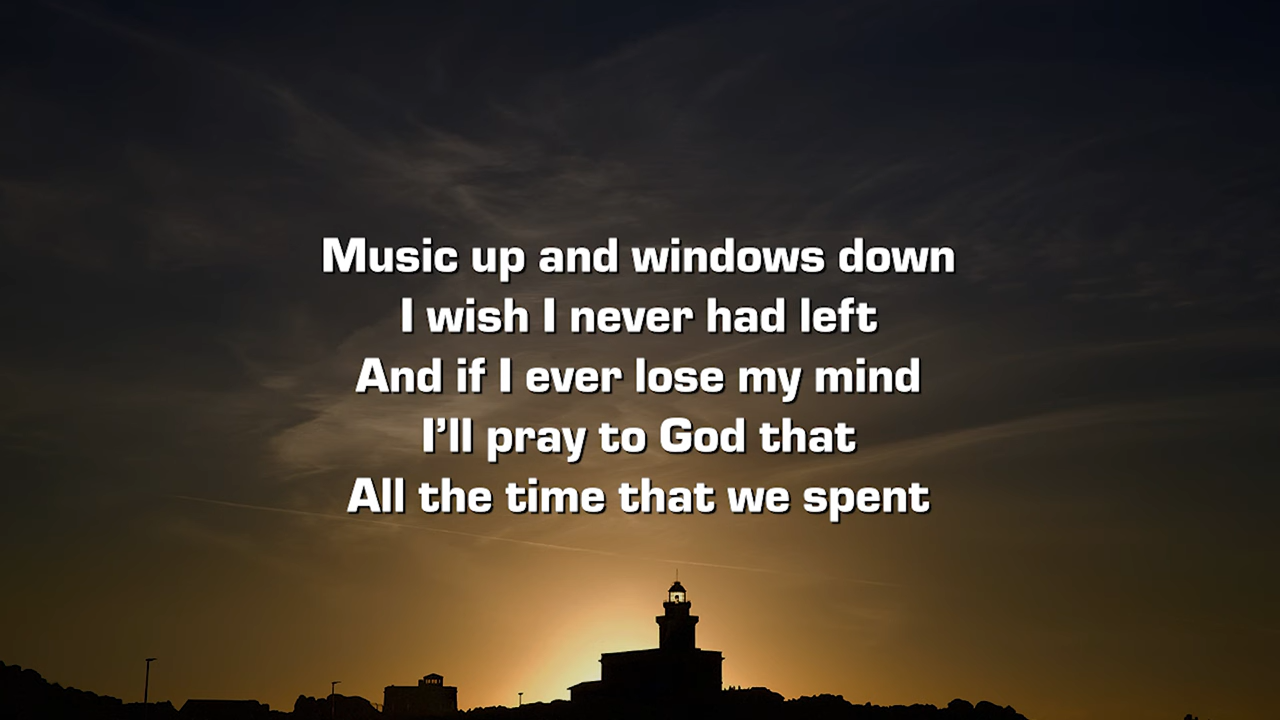 Music up and windows down
I wish I never had left
And if I ever lose my mind
I’ll pray to God that
All the time that we spent